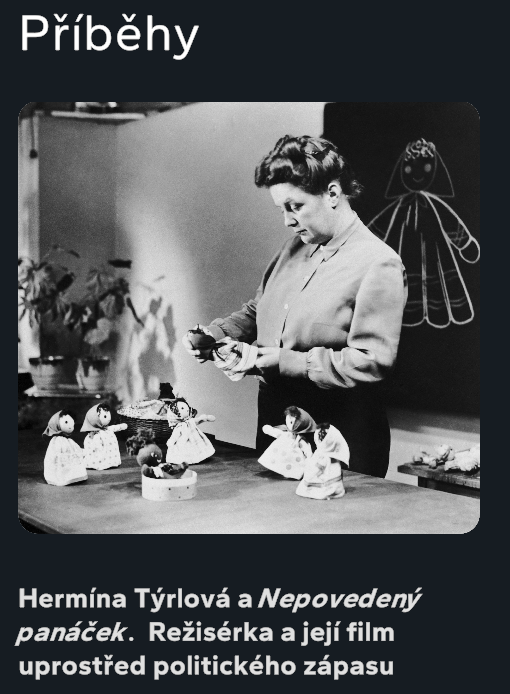 Příběhy
Hermína Týrlová a Nepovedený
panáček. Režisérka a její film
uprostřed politického zápasu